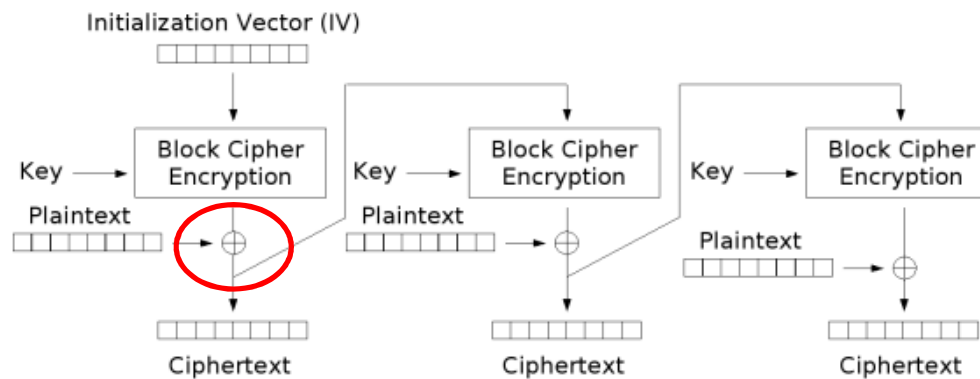 Initialization Vector (IV)
Key
Block Cipher
Encryption
Plaintext
Ciphertext
Key
Block Cipher
Encryption
Plaintext
Ciphertext
Key
Block Cipher
Encryption
Plaintext
Ciphertext